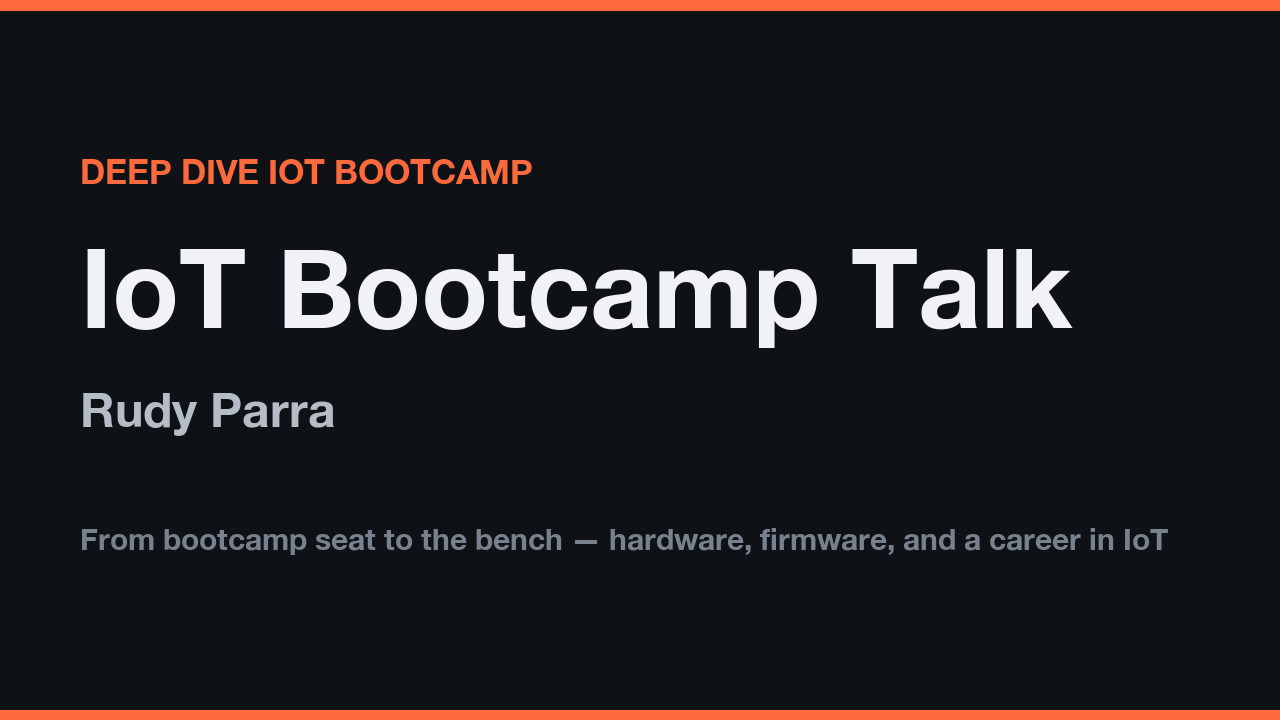 DEEP DIVE IOT BOOTCAMP
IoT Bootcamp Talk
Rudy Parra
From bootcamp seat to the bench — hardware, firmware, and a career in IoT